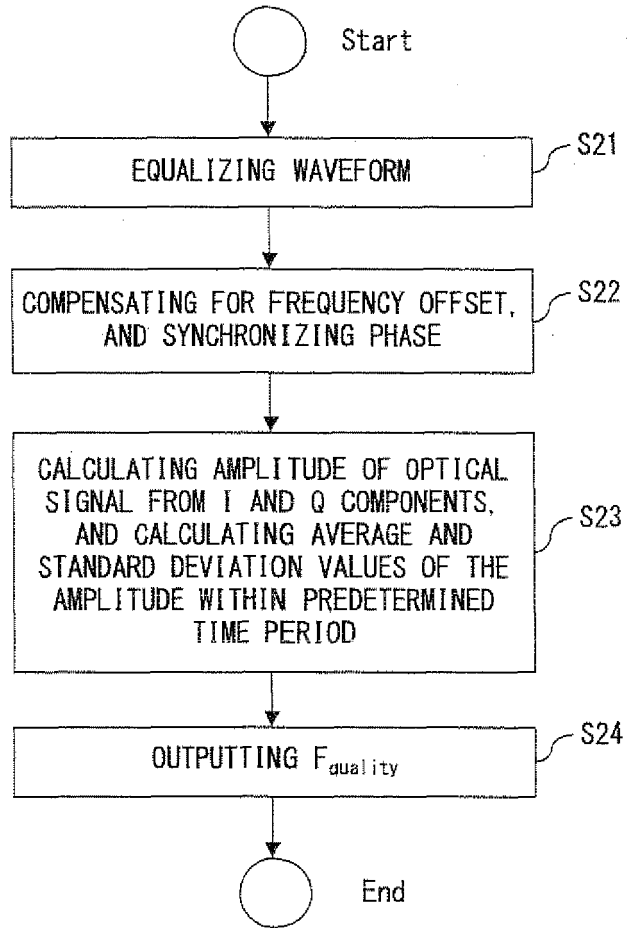 Start
EQUALIZING WAVEFORM
S21
COMPENSATING FOR FREQUENCY OFFSET,
AND SYNCHRONIZING PHASE
S22
CALCULATING AMPLITUDE OF OPTICAL
SIGNAL FROM I AND Q COMPONENTS,
AND CALCULATING AVERAGE AND
STANDARD DEVIATION VALUES OF THE
AMPLITUDE WITHIN PREDETERMINED
TIME PERIOD
S23
OUTPUTTING Fquality
S24
End